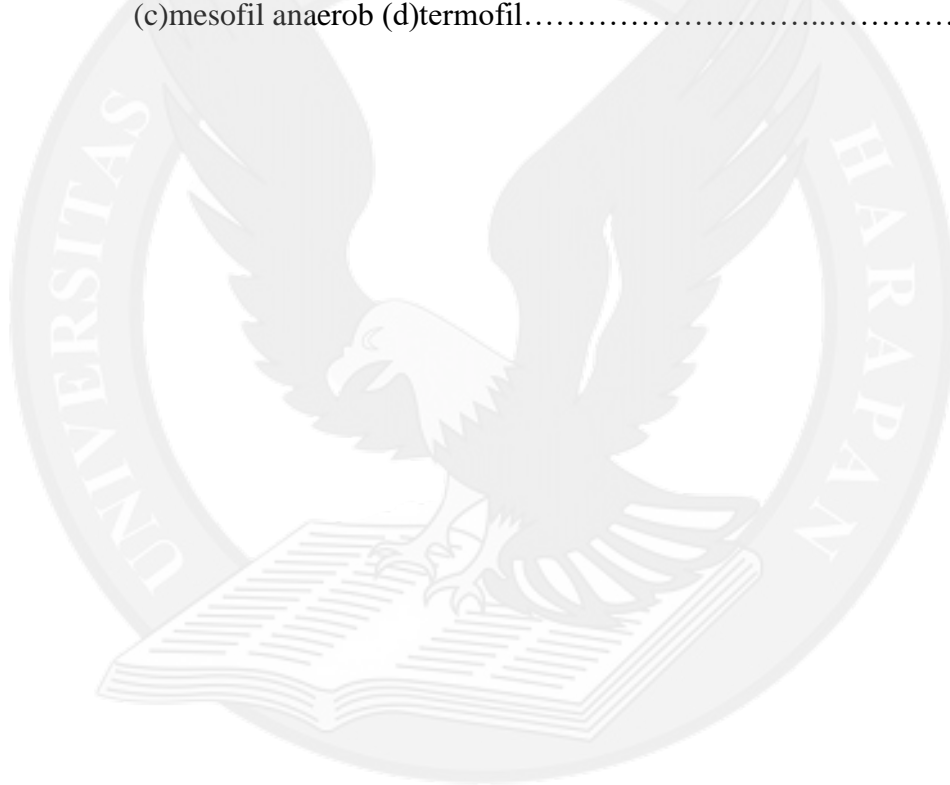 (c)mesofil anaerob (d)termofil……………………..………….
UNIVERSITAS
HARAPAN